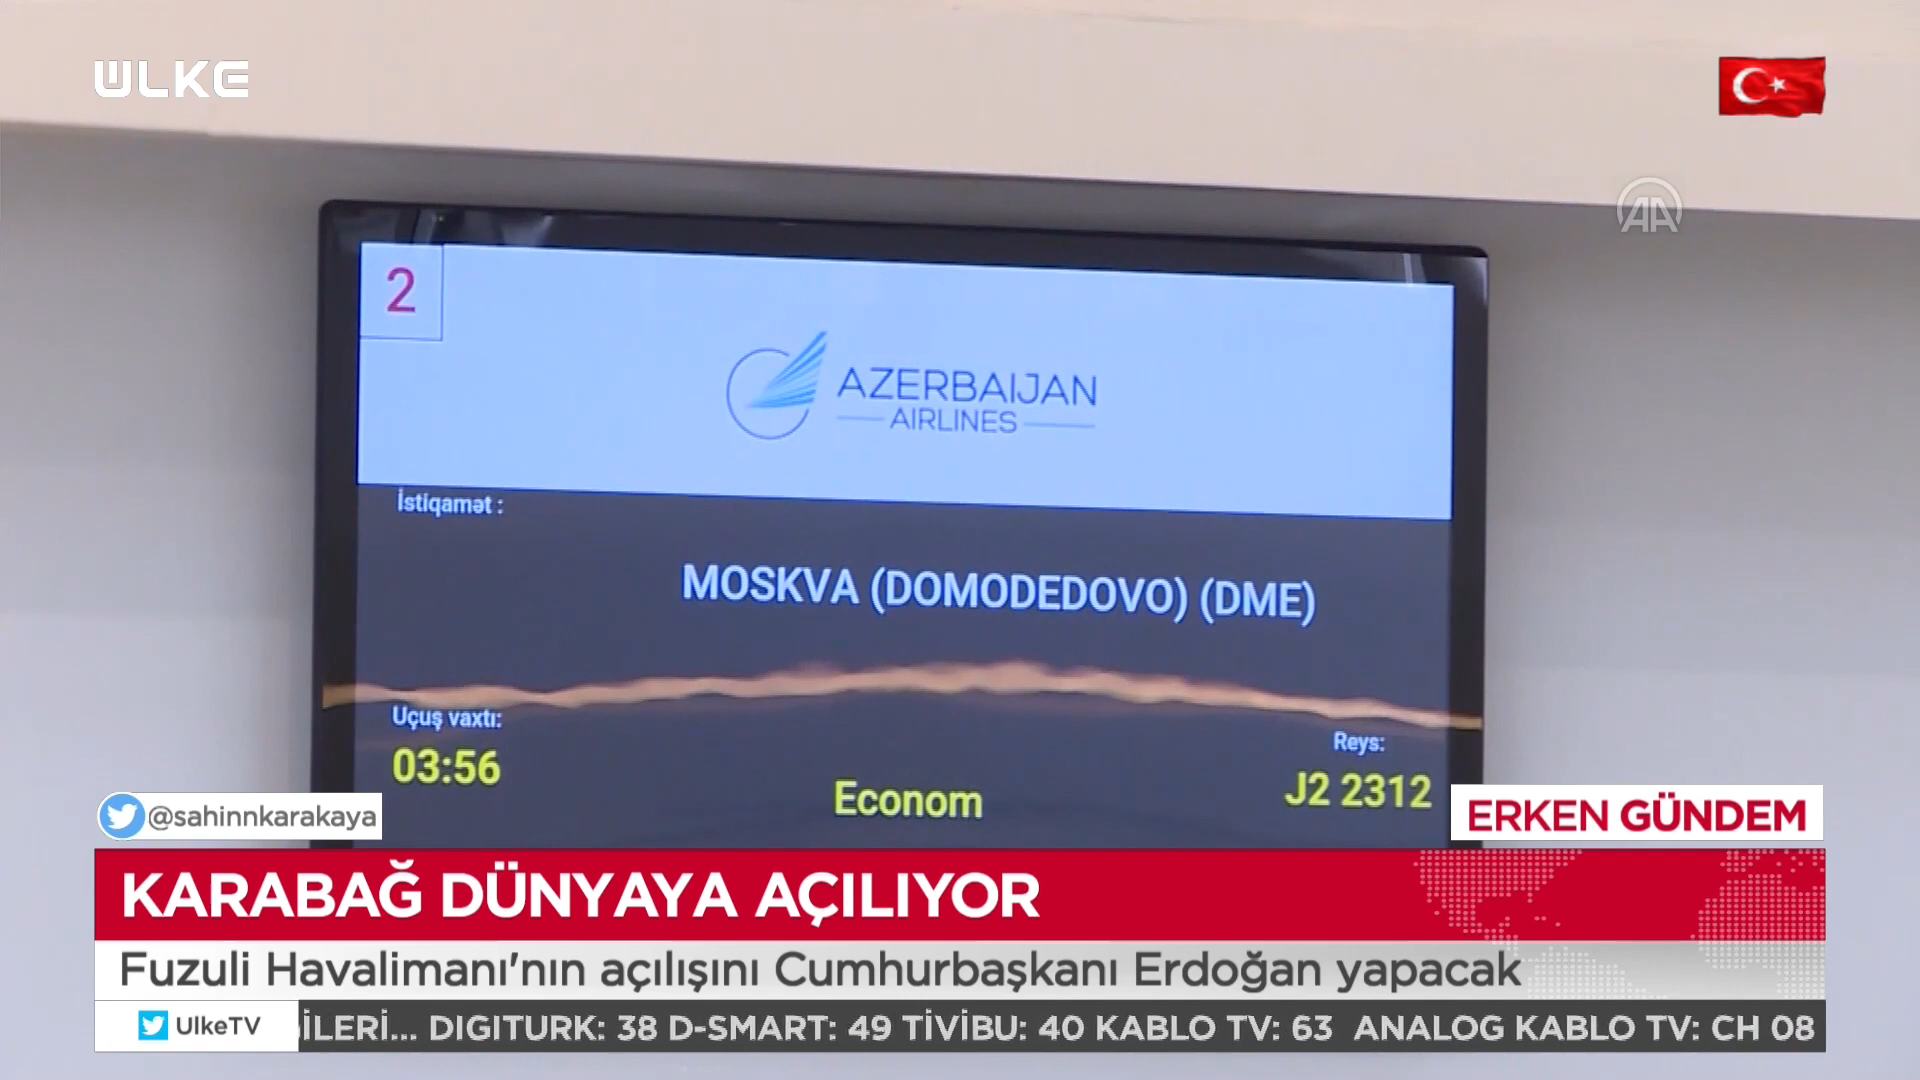 ULKE
AA
2
AZERBAIJAN
AIRLINES
İstiqamət :
MOSKVA (DOMODEDOVO) (DME)
Uçuş vaxtı:
03:56
Econom
Reys:
J2 2312
@sahinnkarakaya
ERKEN GÜNDEM
KARABAĞ DÜNYAYA AÇILIYOR
Fuzuli Havalimanı'nın açılışını Cumhurbaşkanı Erdoğan yapacak
UlkeTV
İLERİ... DIGITURK: 38 D-SMART: 49 TİVİBU: 40 KABLO TV: 63 ANALOG KABLO TV: CH 08